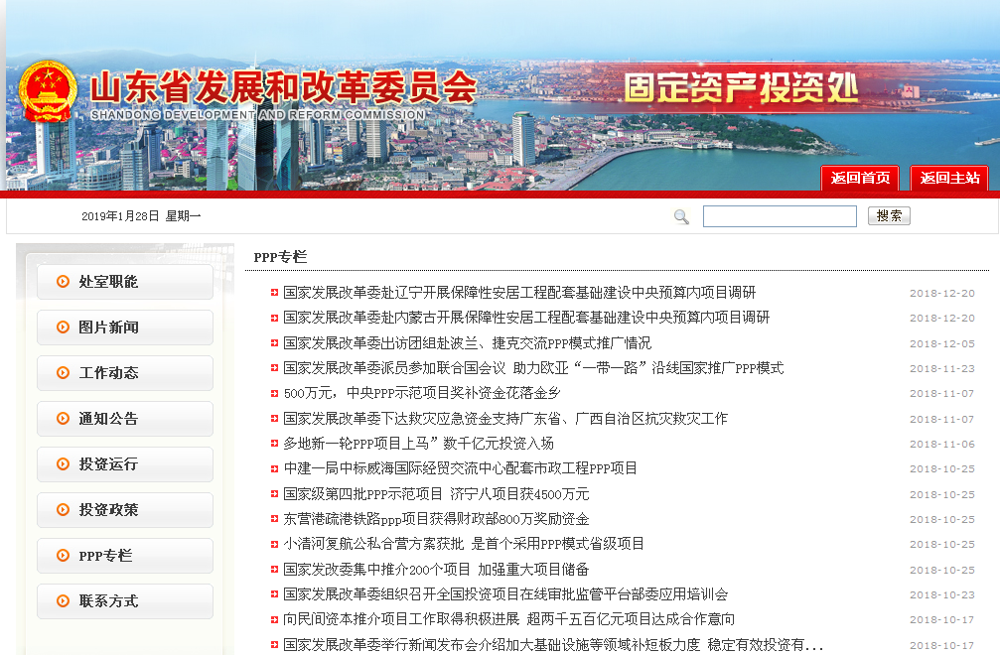 山东省发展和改革委员会
SHANDONG DEVELOPMENT AND REFORM COMMISSION
固定资产投资处
返回首页
返回主站
2019年1月28日 星期一
搜索
处室职能
图片新闻
工作动态
通知公告
投资运行
投资政策
PPP专栏
联系方式
PPP专栏
国家发展改革委赴辽宁开展保障性安居工程配套基础建设中央预算内项目调研 2018-12-20
国家发展改革委赴内蒙古开展保障性安居工程配套基础建设中央预算内项目调研 2018-12-20
国家发展改革委出访团组赴波兰、捷克交流PPP模式推广情况 2018-12-05
国家发展改革委派员参加联合国会议 助力欧亚“一带一路”沿线国家推广PPP模式 2018-11-23
500万元，中央PPP示范项目奖补资金花落金乡 2018-11-07
国家发展改革委下达救灾应急资金支持广东省、广西自治区抗灾救灾工作 2018-11-07
多地新一轮PPP项目上马”数千亿元投资入场 2018-11-06
中建一局中标威海国际经贸交流中心配套市政工程PPP项目 2018-10-25
国家级第四批PPP示范项目 济宁八项目获4500万元 2018-10-25
东营港疏港铁路ppp项目获得财政部800万奖励资金 2018-10-25
小清河复航公私合营方案获批 是首个采用PPP模式省级项目 2018-10-25
国家发改委集中推介200个项目 加强重大项目储备 2018-10-25
国家发展改革委组织召开全国投资项目在线审批监管平台部委应用培训会 2018-10-23
向民间资本推介项目工作取得积极进展 超两千五百亿元项目达成合作意向 2018-10-17
国家发展改革委举行新闻发布会介绍加大基础设施等领域补短板力度 稳定有效投资有... 2018-10-17